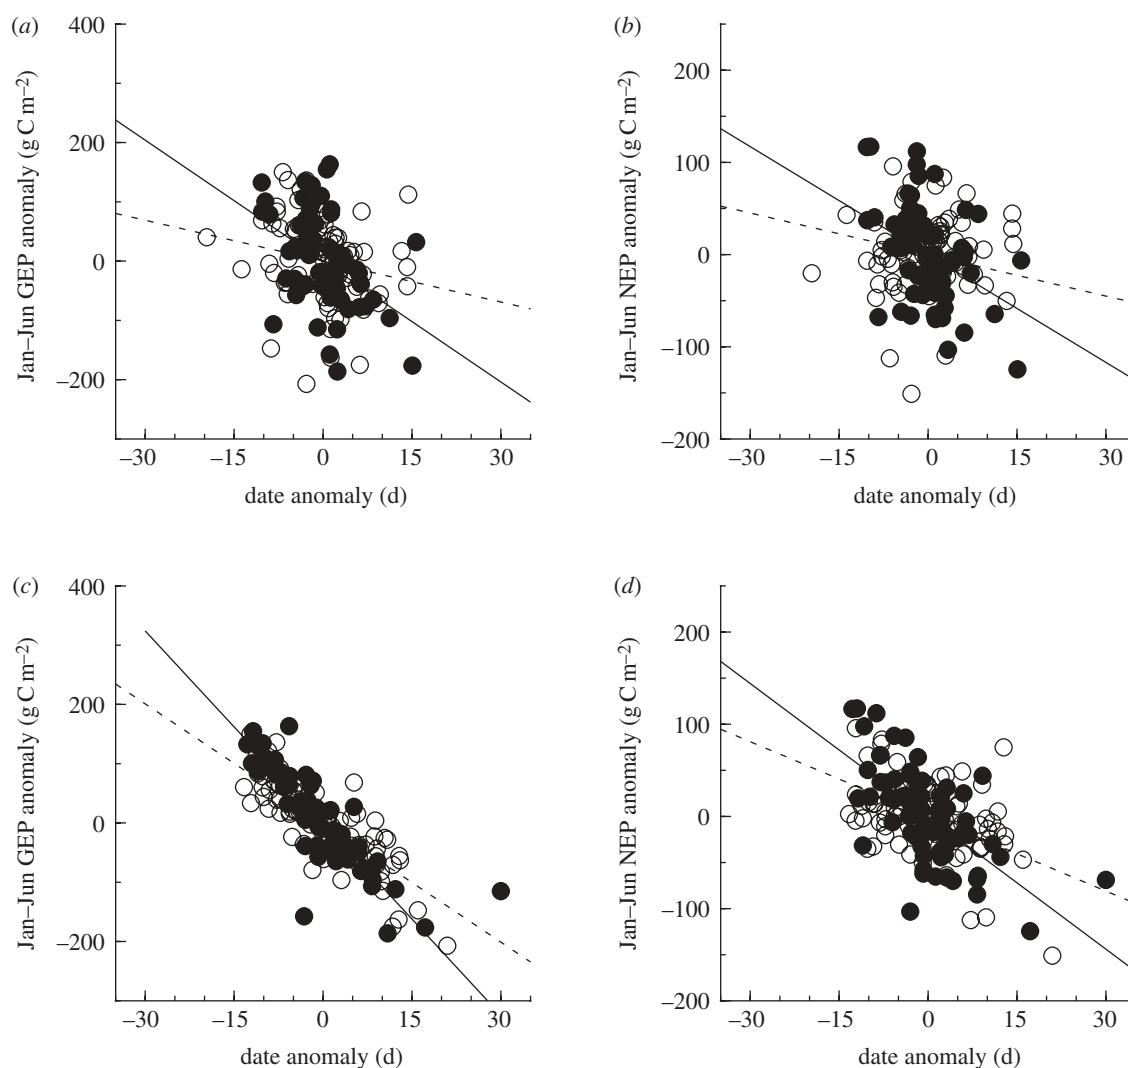 (a)
400
200
0
–200
Jan–Jun GEP anomaly (g C m–2)
–30 –15 0 15 30
date anomaly (d)
(b)
200
100
0
–100
–200
Jan–Jun NEP anomaly (g C m–2)
–30 –15 0 15 30
date anomaly (d)
(c)
400
200
0
–200
Jan–Jun GEP anomaly (g C m–2)
–30 –15 0 15 30
date anomaly (d)
(d)
200
100
0
–100
–200
Jan–Jun NEP anomaly (g C m–2)
–30 –15 0 15 30
date anomaly (d)